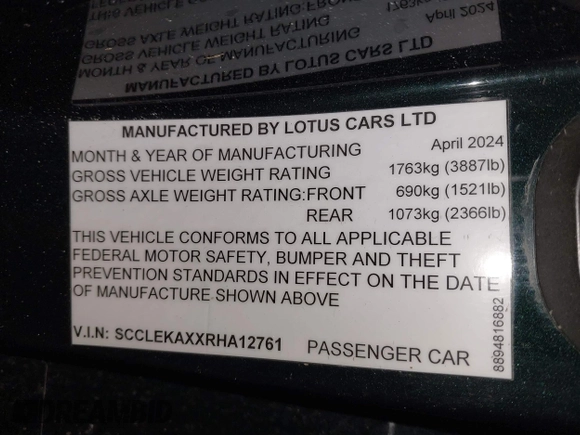 MANUFACTURED BY LOTUS CARS LTD
MONTH & YEAR OF MANUFACTURING April 2024
GROSS VEHICLE WEIGHT RATING 1763kg (3887lb)
GROSS AXLE WEIGHT RATING:FRONT 690kg (1521lb)
REAR 1073kg (2366lb)
THIS VEHICLE CONFORMS TO ALL APPLICABLE
FEDERAL MOTOR SAFETY, BUMPER AND THEFT
PREVENTION STANDARDS IN EFFECT ON THE DATE
OF MANUFACTURE SHOWN ABOVE
V.I.N: SCCLEKAXXRHA12761 PASSENGER CAR
8894816882